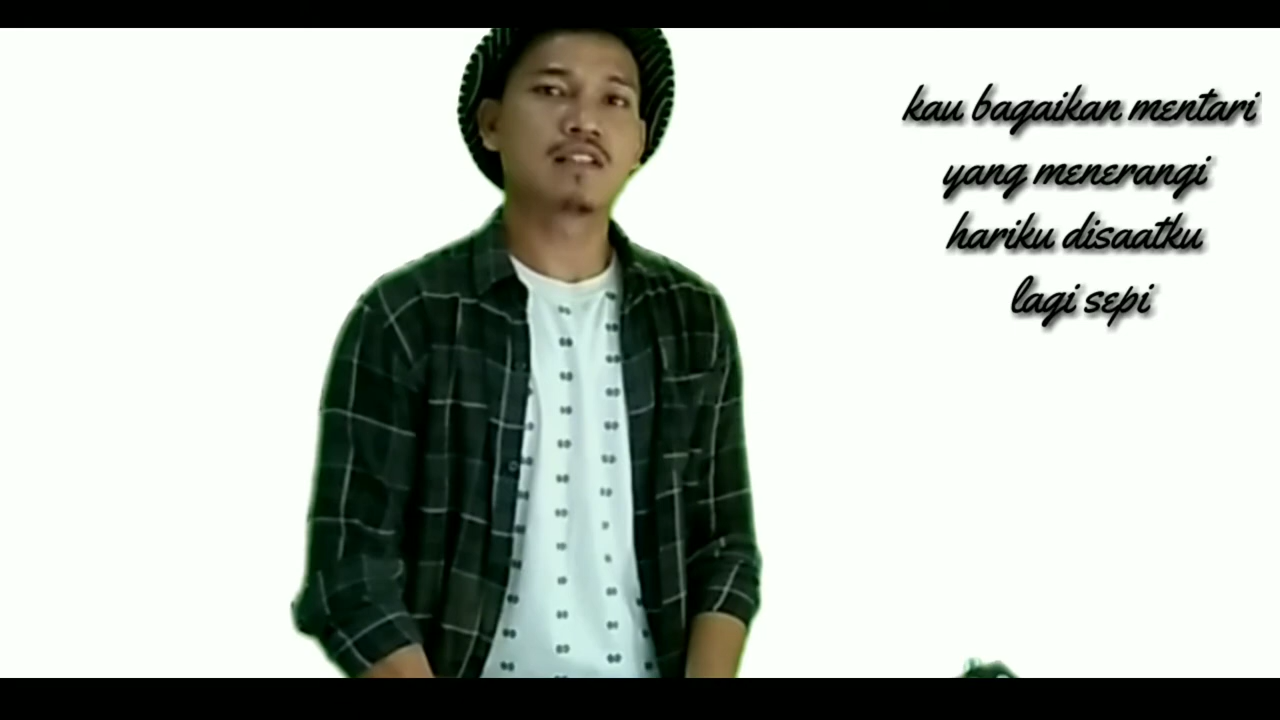 kau bagaikan mentari
yang menerangi
hariku disaatku
lagi sepi